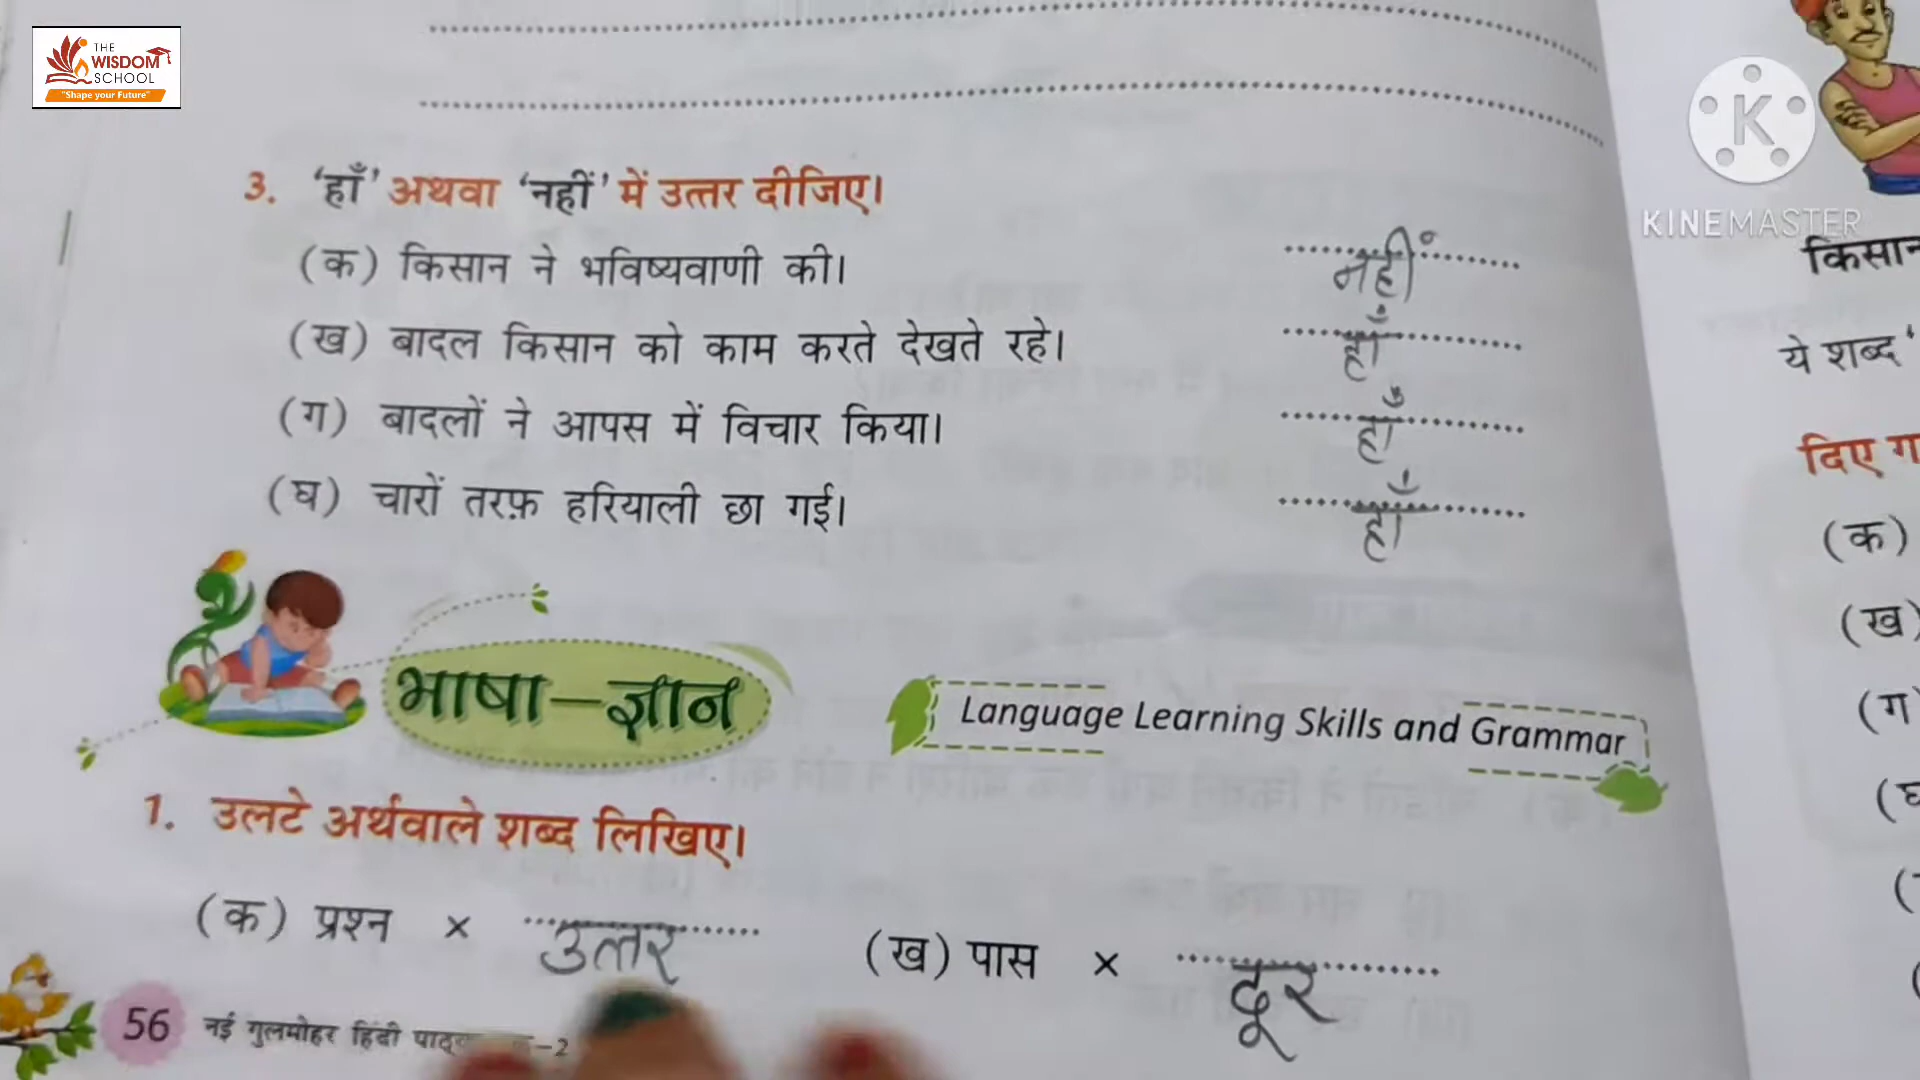 THE
WISDOM
SCHOOL
"Shape your Future"
KINEMASTER
3. 'हाँ' अथवा 'नहीं' में उत्तर दीजिए।
(क) किसान ने भविष्यवाणी की। नहीं
(ख) बादल किसान को काम करते देखते रहे। हाँ
(ग) बादलों ने आपस में विचार किया। हाँ
(घ) चारों तरफ़ हरियाली छा गई। हाँ
भाषा-ज्ञान
Language Learning Skills and Grammar
1. उलटे अर्थवाले शब्द लिखिए।
(क) प्रश्न × उत्तर (ख) पास × दूर
56 नई गुलमोहर हिंदी -2
किसान
ये शब्द '
दिए
(क)
(ख)
(ग)